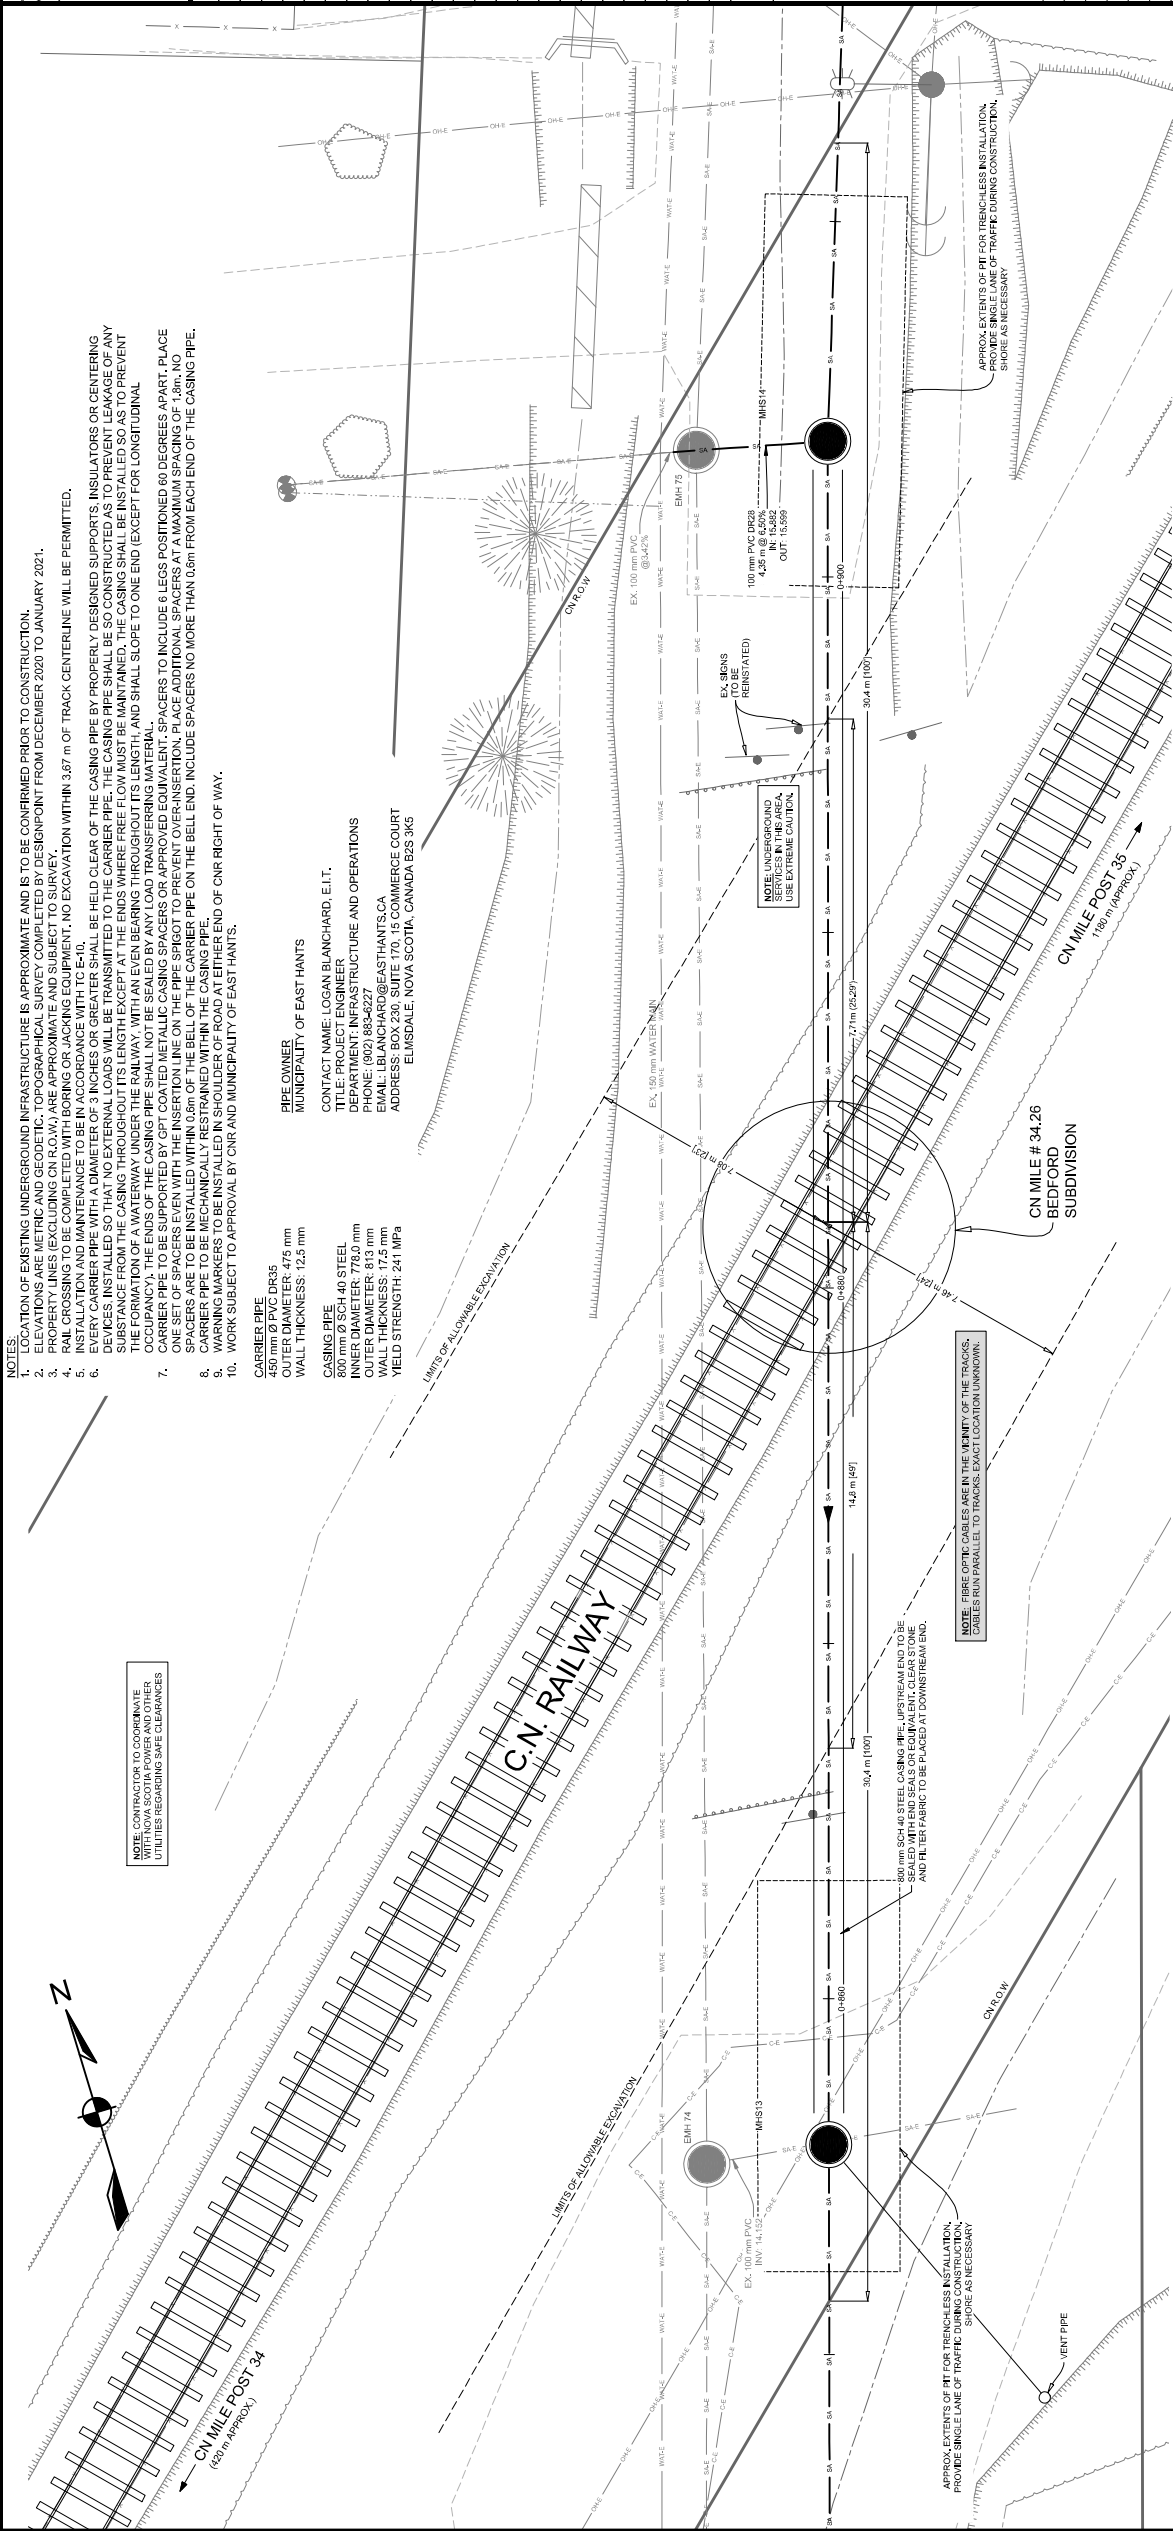 NOTES:
1. LOCATION OF EXISTING UNDERGROUND INFRASTRUCTURE IS APPROXIMATE AND IS TO BE CONFIRMED PRIOR TO CONSTRUCTION.
2. ELEVATIONS ARE METRIC AND GEODETIC. TOPOGRAPHICAL SURVEY COMPLETED BY DESIGNPOINT FROM DECEMBER 2020 TO JANUARY 2021.
3. PROPERTY LINES (EXCLUDING CN R.O.W.) ARE APPROXIMATE AND SUBJECT TO SURVEY.
4. RAIL CROSSING TO BE COMPLETED WITH BORING OR JACKING EQUIPMENT. NO EXCAVATION WITHIN 3.67 m OF TRACK CENTERLINE WILL BE PERMITTED.
5. INSTALLATION AND MAINTENANCE TO BE IN ACCORDANCE WITH TC E-10.
6. EVERY CARRIER PIPE WITH A DIAMETER OF 3 INCHES OR GREATER SHALL BE HELD CLEAR OF THE CASING PIPE BY PROPERLY DESIGNED SUPPORTS, INSULATORS OR CENTERING
DEVICES, INSTALLED SO THAT NO EXTERNAL LOADS WILL BE TRANSMITTED TO THE CARRIER PIPE. THE CASING PIPE SHALL BE SO CONSTRUCTED AS TO PREVENT LEAKAGE OF ANY
SUBSTANCE FROM THE CASING THROUGHOUT ITS LENGTH EXCEPT AT THE ENDS WHERE FREE FLOW MUST BE MAINTAINED. THE CASING SHALL BE INSTALLED SO AS TO PREVENT
THE FORMATION OF A WATERWAY UNDER THE RAILWAY, WITH AN EVEN BEARING THROUGHOUT ITS LENGTH, AND SHALL SLOPE TO ONE END (EXCEPT FOR LONGITUDINAL
OCCUPANCY). THE ENDS OF THE CASING PIPE SHALL NOT BE SEALED BY ANY LOAD TRANSFERRING MATERIAL.
7. CARRIER PIPE TO BE SUPPORTED BY GPT COATED METALLIC CASING SPACERS OR APPROVED EQUIVALENT. SPACERS TO INCLUDE 6 LEGS POSITIONED 60 DEGREES APART. PLACE
ONE SET OF SPACERS EVEN WITH THE INSERTION LINE ON THE PIPE SPIGOT TO PREVENT OVER-INSERTION. PLACE ADDITIONAL SPACERS AT A MAXIMUM SPACING OF 1.8m. NO
SPACERS ARE TO BE INSTALLED WITHIN 0.6m OF THE BELL OF THE CARRIER PIPE ON THE BELL END. INCLUDE SPACERS NO MORE THAN 0.6m FROM EACH END OF THE CASING PIPE.
8. CARRIER PIPE TO BE MECHANICALLY RESTRAINED WITHIN THE CASING PIPE.
9. WARNING MARKERS TO BE INSTALLED IN SHOULDER OF ROAD AT EITHER END OF CNR RIGHT OF WAY.
10. WORK SUBJECT TO APPROVAL BY CNR AND MUNICIPALITY OF EAST HANTS.
CARRIER PIPE
450 mm Ø PVC DR35
OUTER DIAMETER: 475 mm
WALL THICKNESS: 12.5 mm
CASING PIPE
800 mm Ø SCH 40 STEEL
INNER DIAMETER: 778.0 mm
OUTER DIAMETER: 813 mm
WALL THICKNESS: 17.5 mm
YIELD STRENGTH: 241 MPa
PIPE OWNER
MUNICIPALITY OF EAST HANTS
CONTACT NAME: LOGAN BLANCHARD, E.I.T.
TITLE: PROJECT ENGINEER
DEPARTMENT: INFRASTRUCTURE AND OPERATIONS
PHONE: (902) 883-6227
EMAIL: LBLANCHARD@EASTHANTS.CA
ADDRESS: BOX 230, SUITE 170, 15 COMMERCE COURT
ELMSDALE, NOVA SCOTIA, CANADA B2S 3K5
NOTE: CONTRACTOR TO COORDINATE
WITH NOVA SCOTIA POWER AND OTHER
UTILITIES REGARDING SAFE CLEARANCES
N
C.N. RAILWAY
CN MILE POST 34
(420 m APPROX.)
CN MILE POST 35
1180 m (APPROX.)
LIMITS OF ALLOWABLE EXCAVATION
LIMITS OF ALLOWABLE EXCAVATION
CN R.O.W
CN R.O.W
EX. 100 mm PVC
@3.42%
EMH 75
MHS14
100 mm PVC DR28
4.35 m @ 6.50%
IN: 15.882
OUT: 15.599
0+900
30.4 m [100']
EX. SIGNS
(TO BE
REINSTATED)
NOTE: UNDERGROUND
SERVICES IN THIS AREA.
USE EXTREME CAUTION.
EX. 150 mm WATER MAIN
7.08 m [23']
7.71m (25.29')
7.46 m [24']
0+880
14.8 m [49']
CN MILE # 34.26
BEDFORD
SUBDIVISION
NOTE: FIBRE OPTIC CABLES ARE IN THE VICINITY OF THE TRACKS.
CABLES RUN PARALLEL TO TRACKS. EXACT LOCATION UNKNOWN.
800 mm SCH 40 STEEL CASING PIPE. UPSTREAM END TO BE
SEALED WITH END SEALS OR EQUIVALENT. CLEAR STONE
AND FILTER FABRIC TO BE PLACED AT DOWNSTREAM END.
30.4 m [100']
0+860
MHS13
EMH 74
EX. 100 mm PVC
INV: 14.152
APPROX. EXTENTS OF PIT FOR TRENCHLESS INSTALLATION.
PROVIDE SINGLE LANE OF TRAFFIC DURING CONSTRUCTION.
SHORE AS NECESSARY
APPROX. EXTENTS OF PIT FOR TRENCHLESS INSTALLATION.
PROVIDE SINGLE LANE OF TRAFFIC DURING CONSTRUCTION.
SHORE AS NECESSARY
VENT PIPE